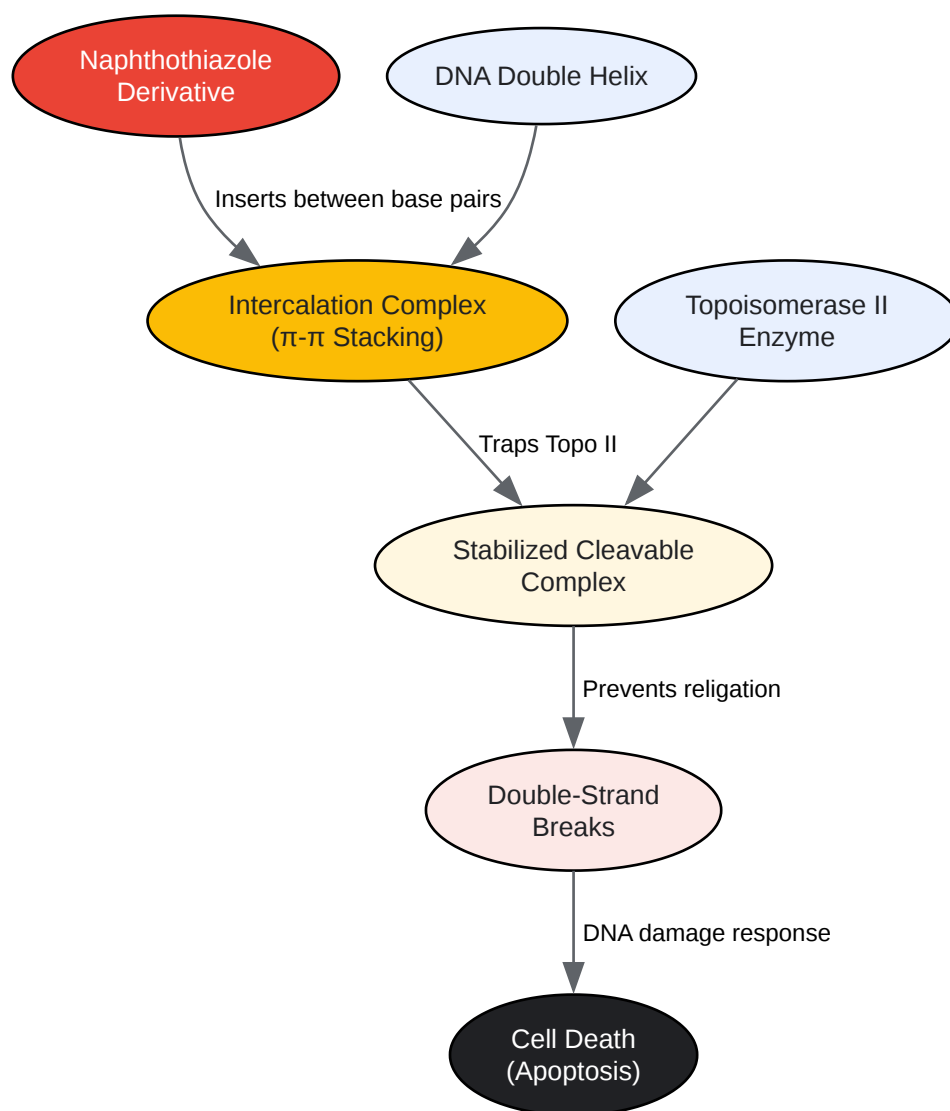 Naphthothiazole
Derivative
DNA Double Helix
Inserts between base pairs
Intercalation Complex
(π-π Stacking)
Topoisomerase II
Enzyme
Traps Topo II
Stabilized Cleavable
Complex
Prevents religation
Double-Strand
Breaks
DNA damage response
Cell Death
(Apoptosis)